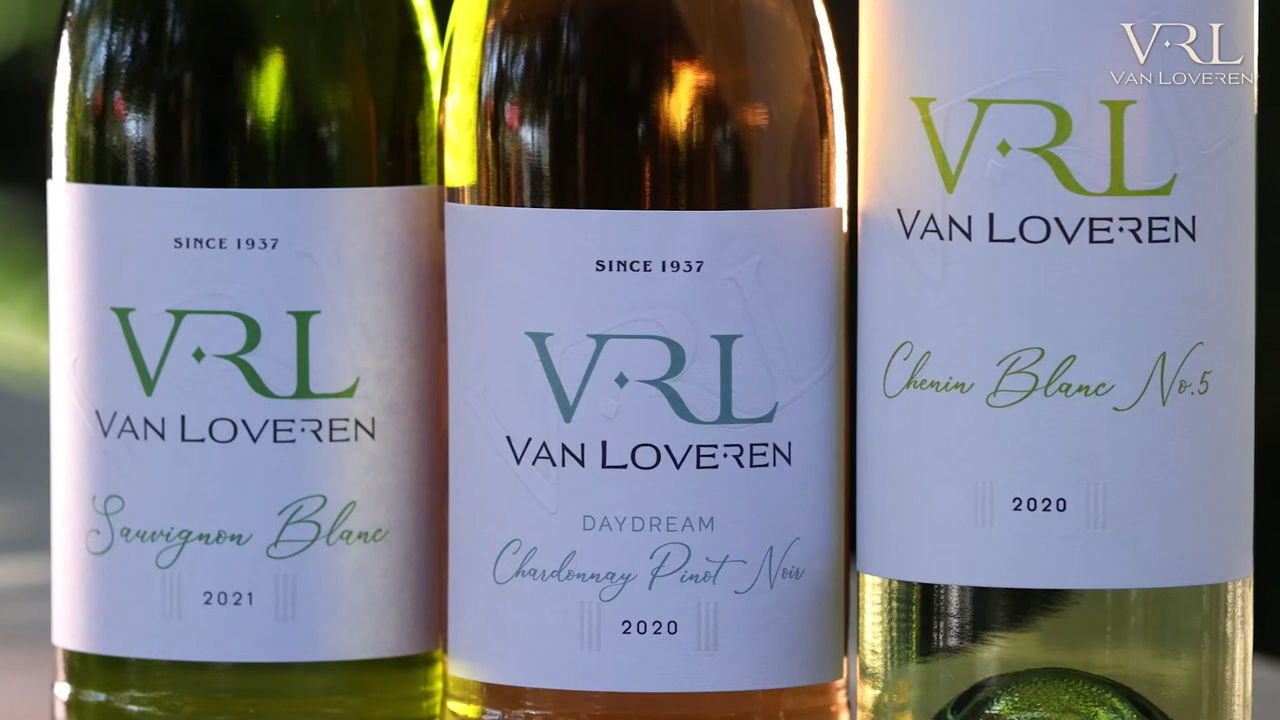 SINCE 1937
VRL
VAN LOVEREN
Sauvignon Blanc
2021
SINCE 1937
VRL
VAN LOVEREN
DAYDREAM
Chardonnay Pinot Noir
2020
VRL
VAN LOVEREN
Chenin Blanc No.5
2020
VRL
VAN LOVEREN